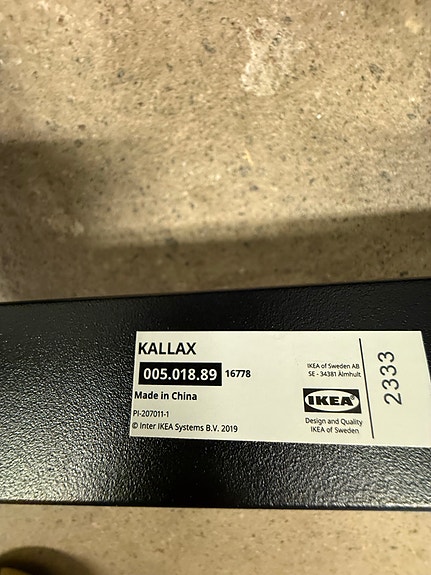 KALLAX
005.018.89 16778
Made in China
PI-207011-1
© Inter IKEA Systems B.V. 2019
IKEA of Sweden AB
SE - 34381 Älmhult
IKEA®
Design and Quality
IKEA of Sweden
2333